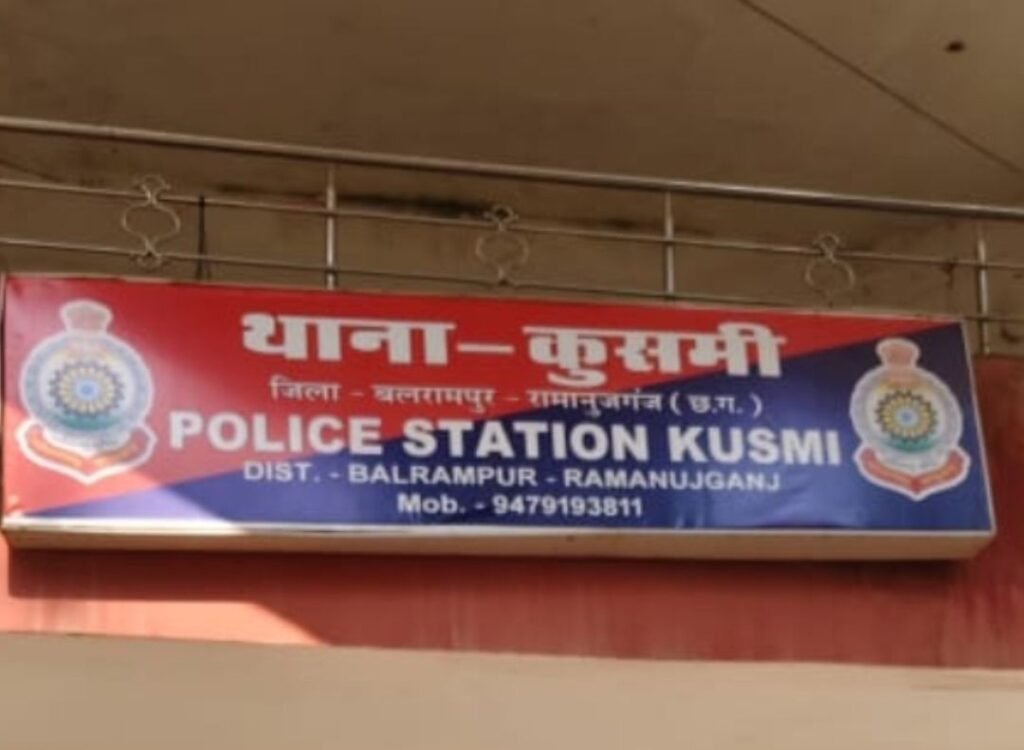 थाना – कुसमी
जिला - बलरामपुर - रामानुजगंज ( छ.ग. )
POLICE STATION KUSMI
DIST. - BALRAMPUR - RAMANUJGANJ
Mob. - 9479193811